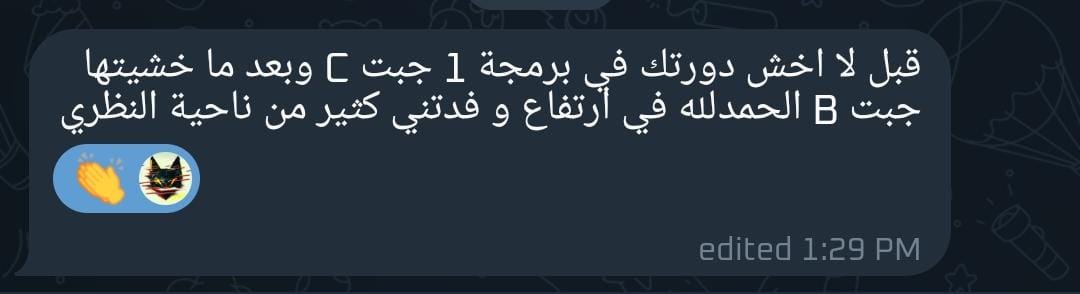 قبل لا اخش دورتك في برمجة 1 جبت C وبعد ما خشيتها
جبت B الحمدلله في أرتفاع و فدتني كثير من ناحية النظري
edited 1:29 PM